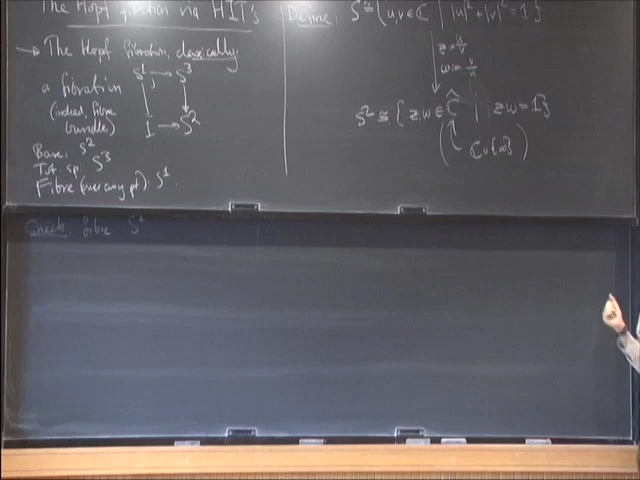 The Hopf fibration via HIT's
→ The Hopf fibration, classically:
S¹ → S³
a fibration
(indeed, fibre
bundle)
1 → S²
Base: S²
Tot. sp. S³
Fibre (over any pt): S¹.
Define: S³ ≅ { u,v ∈ ℂ | |u|² + |v|² = 1 }
z := u/v
w := v/u
S² ≅ { z,w ∈ Ĉ | z.w = 1 }
( ℂ ∪ {∞} )
Check: fibre S¹